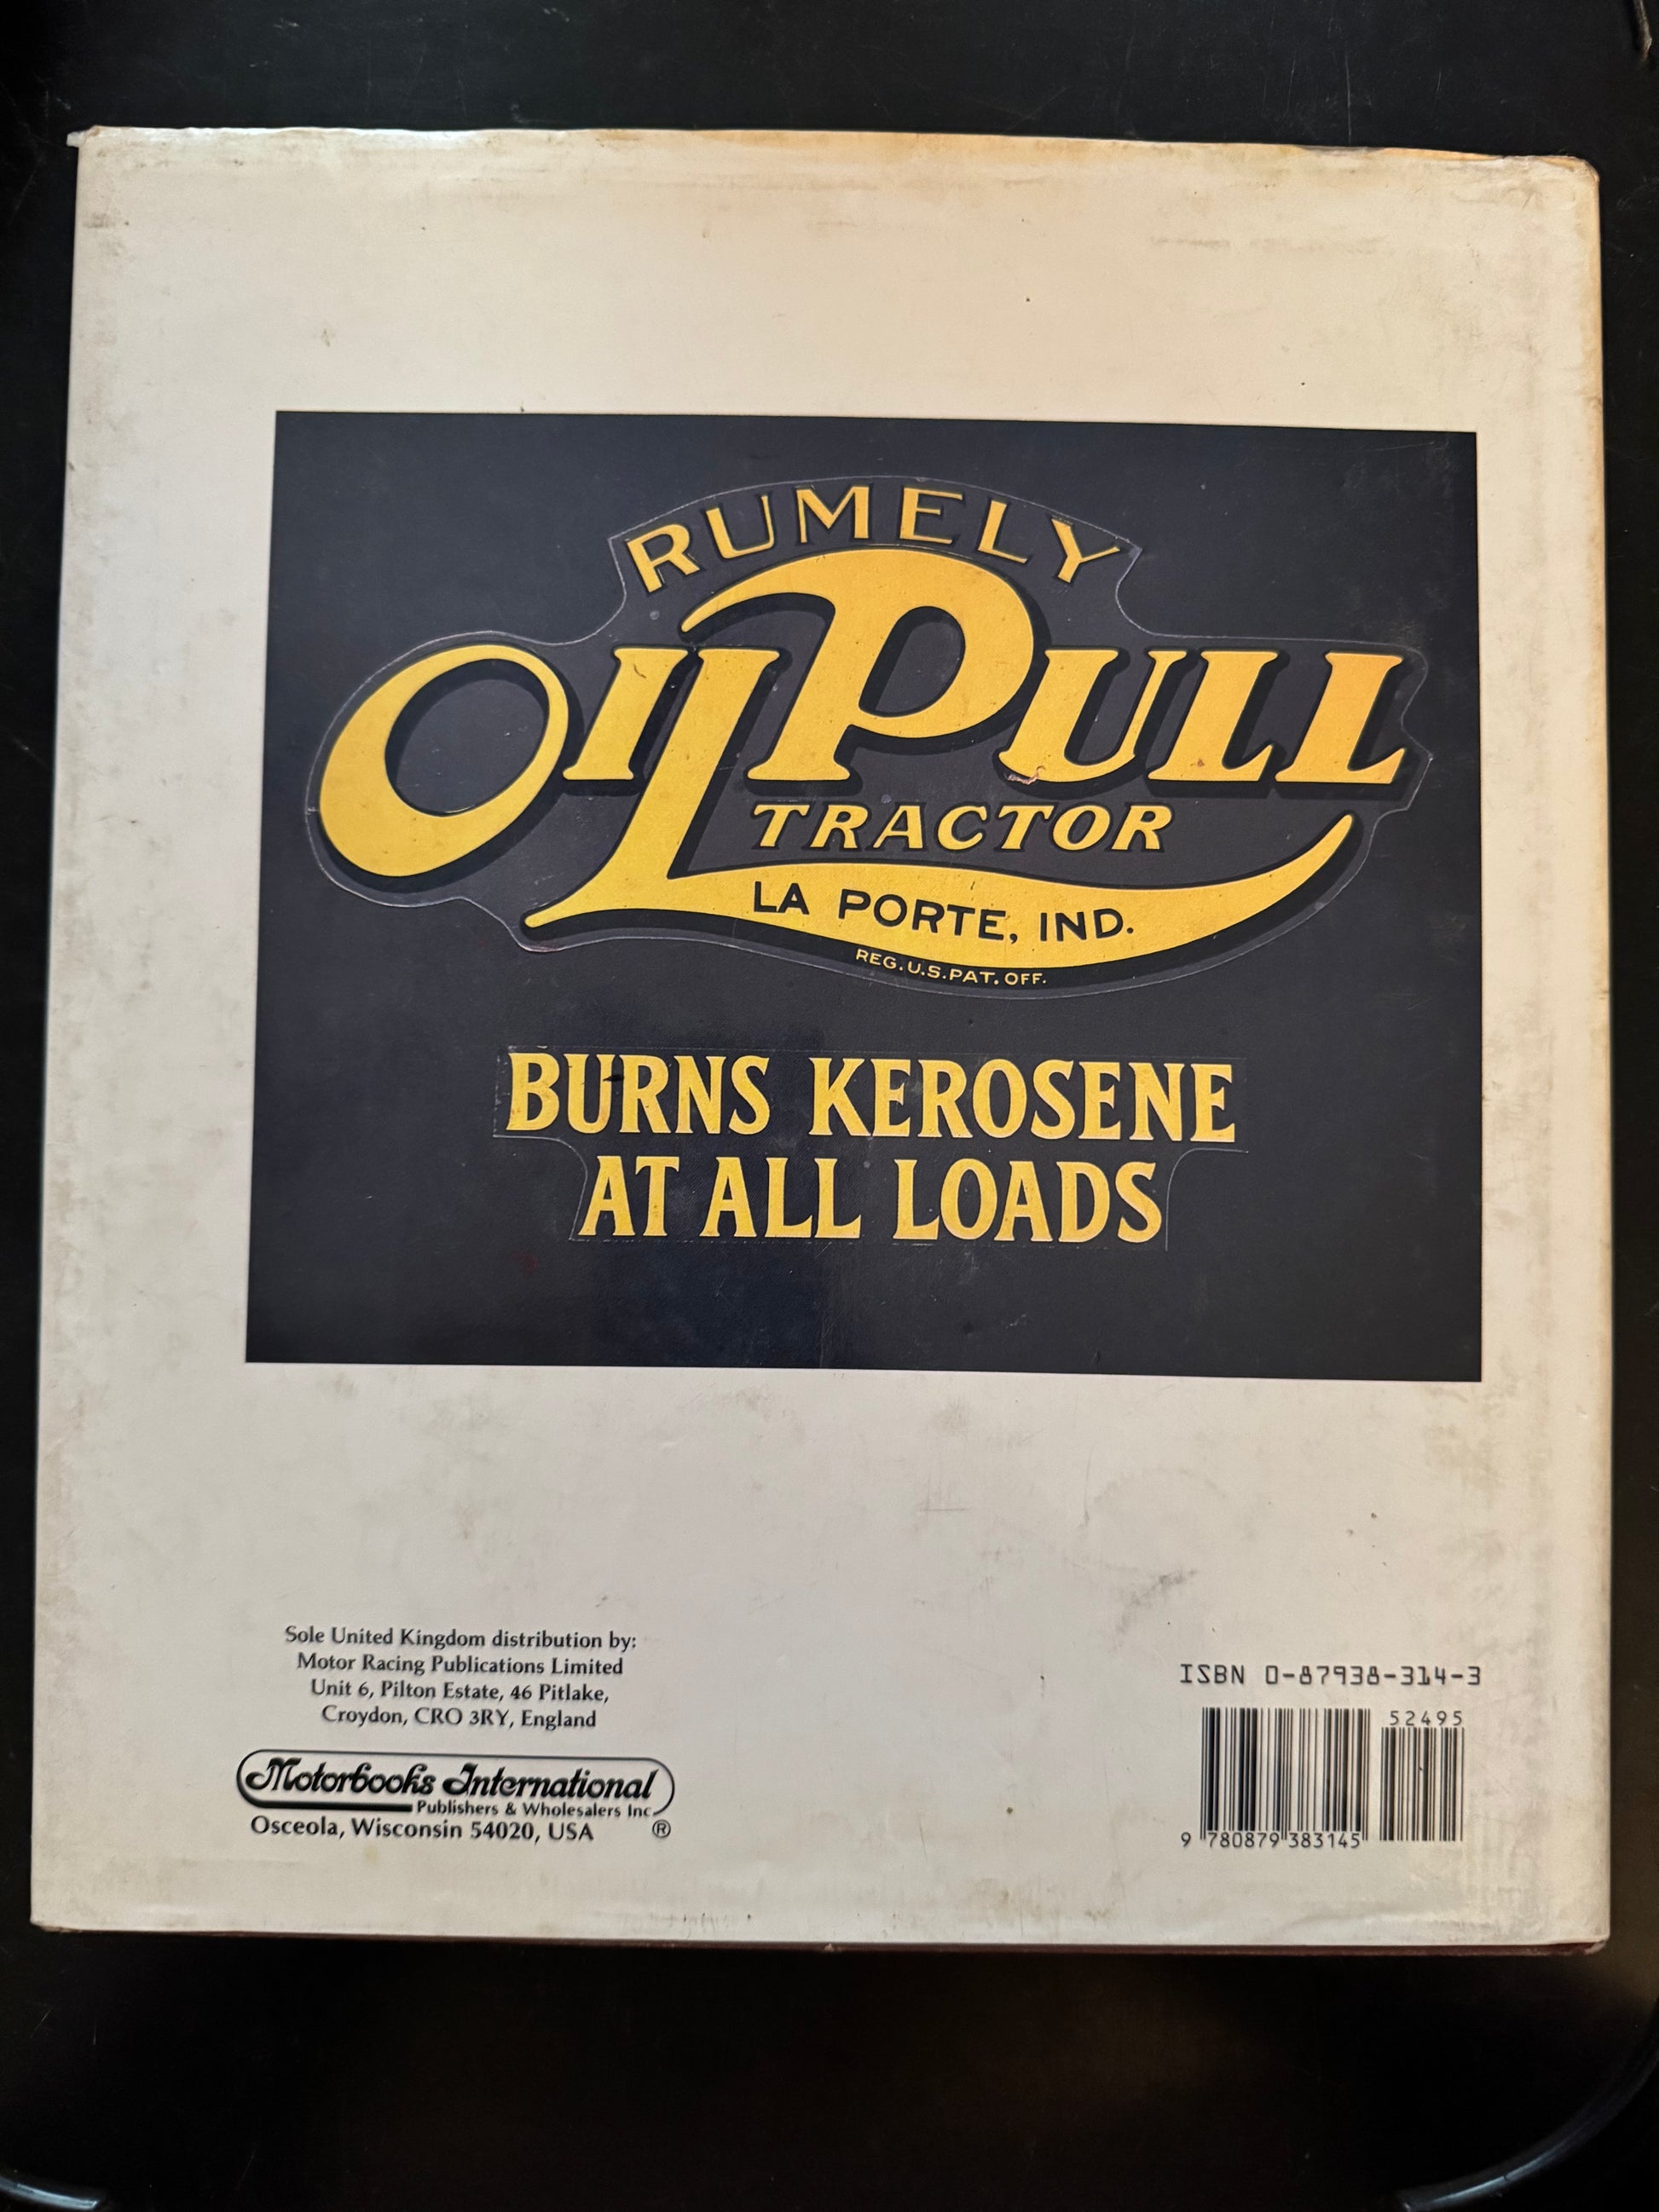 RUMELY
OILPULL
TRACTOR
LA PORTE, IND.
REG.U.S.PAT.OFF.
BURNS KEROSENE
AT ALL LOADS
Sole United Kingdom distribution by:
Motor Racing Publications Limited
Unit 6, Pilton Estate, 46 Pitlake,
Croydon, CRO 3RY, England
Motorbooks International
Publishers & Wholesalers Inc.
Osceola, Wisconsin 54020, USA ®
ISBN 0-87938-314-3
52495
9 780879 383145